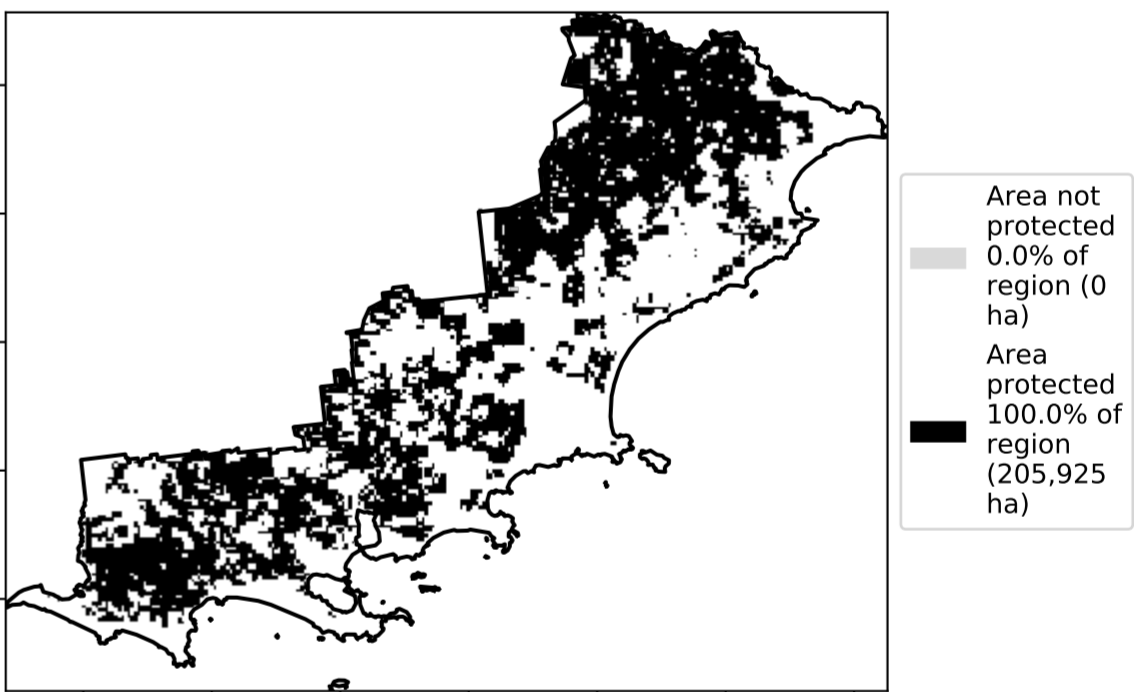 Area not
protected
0.0% of
region (0
ha)
Area
protected
100.0% of
region
(205,925
ha)